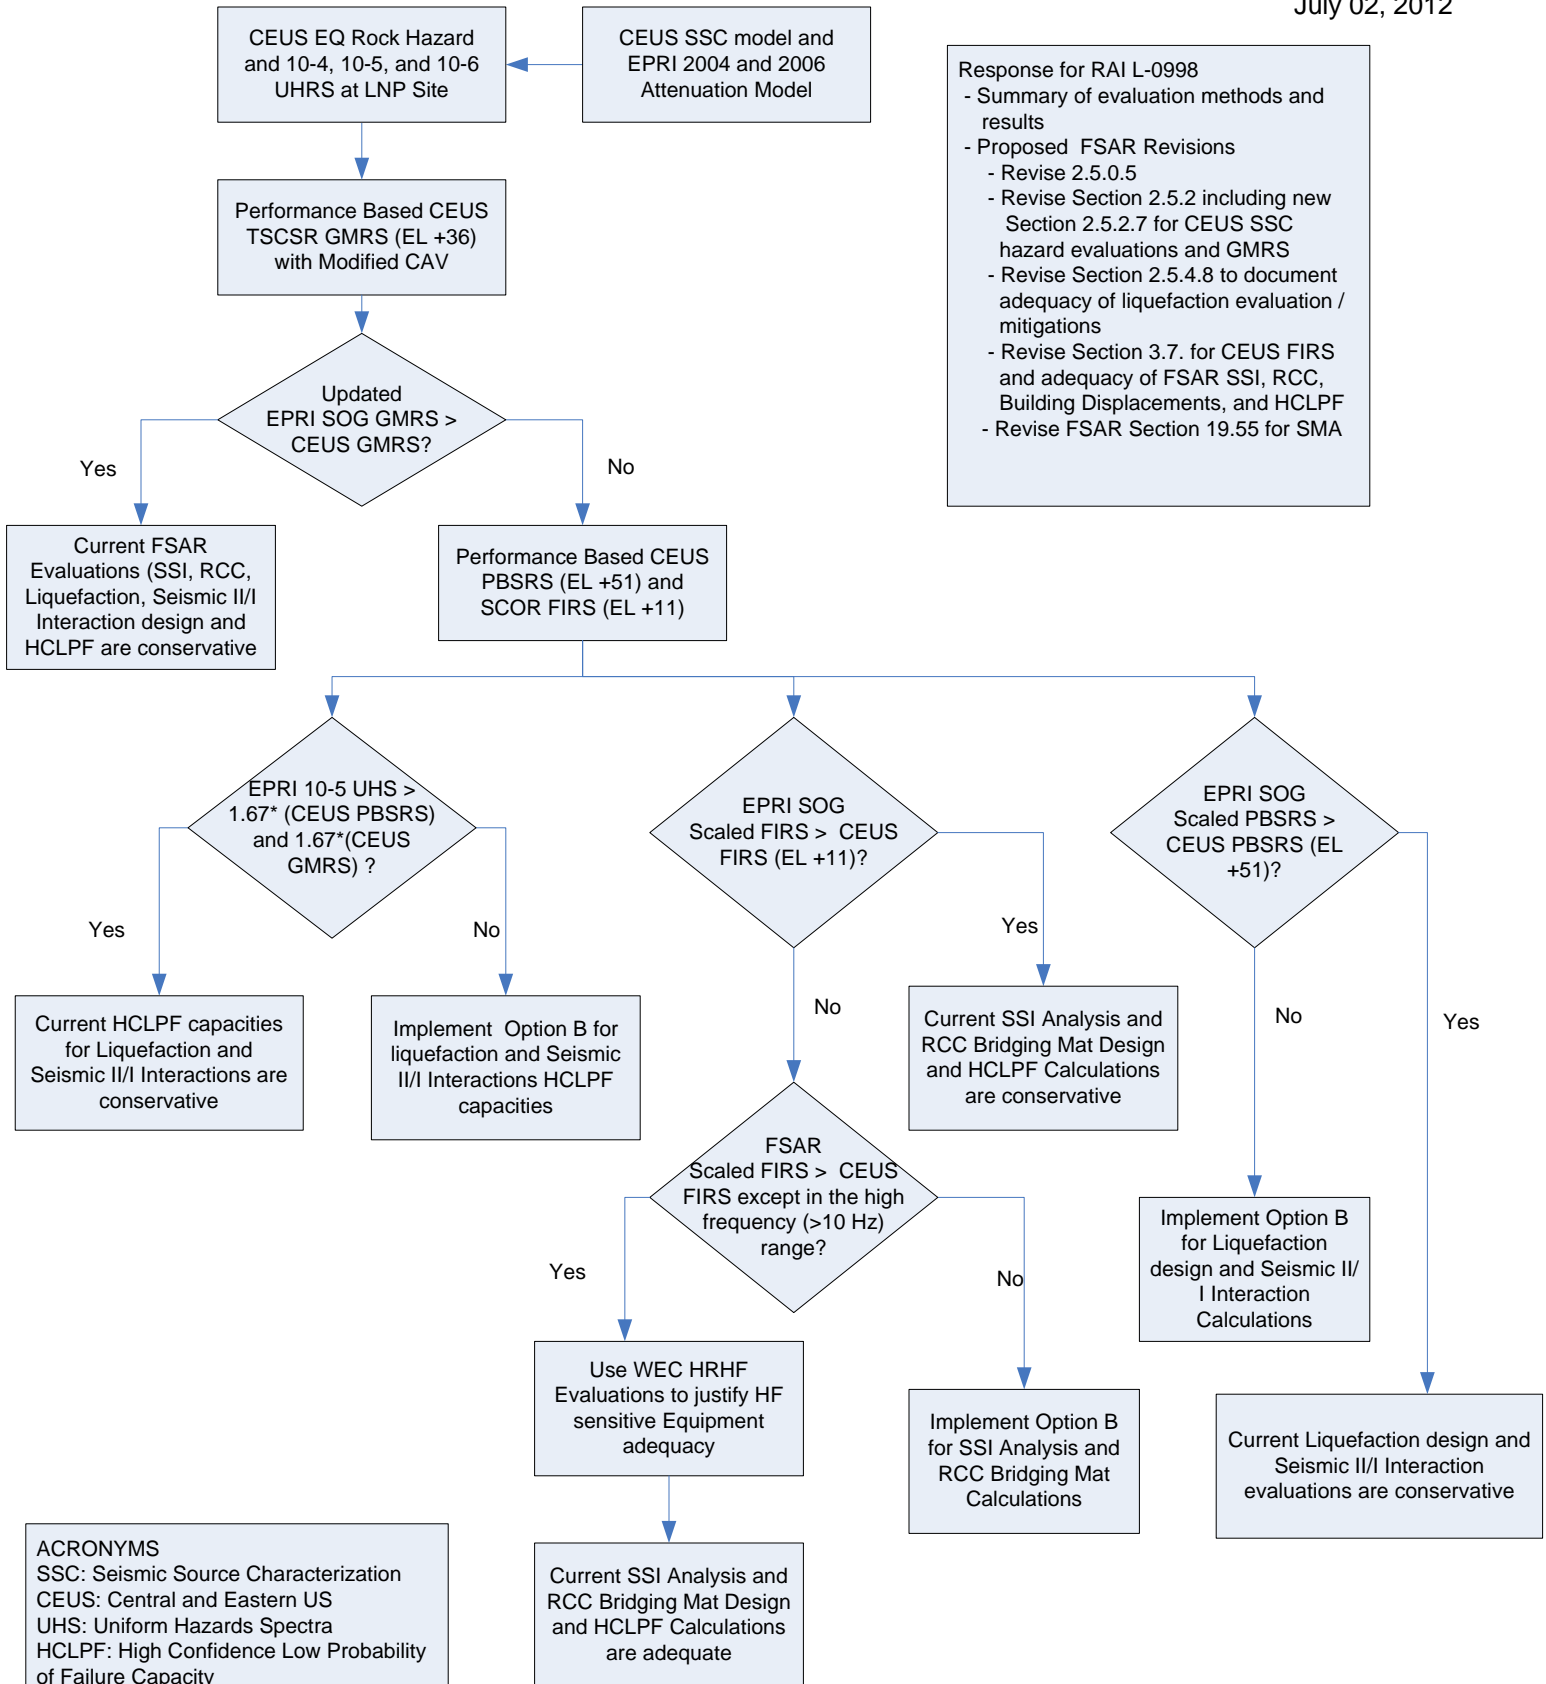 July 02, 2012
CEUS EQ Rock Hazard
and 10-4, 10-5, and 10-6
UHRS at LNP Site
CEUS SSC model and
EPRI 2004 and 2006
Attenuation Model
Response for RAI L-0998
- Summary of evaluation methods and
results
- Proposed FSAR Revisions
- Revise 2.5.0.5
- Revise Section 2.5.2 including new
Section 2.5.2.7 for CEUS SSC
hazard evaluations and GMRS
- Revise Section 2.5.4.8 to document
adequacy of liquefaction evaluation /
mitigations
- Revise Section 3.7. for CEUS FIRS
and adequacy of FSAR SSI, RCC,
Building Displacements, and HCLPF
- Revise FSAR Section 19.55 for SMA
Performance Based CEUS
TSCSR GMRS (EL +36)
with Modified CAV
Updated
EPRI SOG GMRS >
CEUS GMRS?
Yes
No
Current FSAR
Evaluations (SSI, RCC,
Liquefaction, Seismic II/I
Interaction design and
HCLPF are conservative
Performance Based CEUS
PBSRS (EL +51) and
SCOR FIRS (EL +11)
EPRI 10-5 UHS >
1.67* (CEUS PBSRS)
and 1.67*(CEUS
GMRS) ?
EPRI SOG
Scaled FIRS > CEUS
FIRS (EL +11)?
EPRI SOG
Scaled PBSRS >
CEUS PBSRS (EL
+51)?
Yes
No
Yes
No
No
Yes
Current HCLPF capacities
for Liquefaction and
Seismic II/I Interactions are
conservative
Implement Option B for
liquefaction and Seismic
II/I Interactions HCLPF
capacities
Current SSI Analysis and
RCC Bridging Mat Design
and HCLPF Calculations
are conservative
FSAR
Scaled FIRS > CEUS
FIRS except in the high
frequency (>10 Hz)
range?
Yes
No
Implement Option B
for Liquefaction
design and Seismic II/
I Interaction
Calculations
Use WEC HRHF
Evaluations to justify HF
sensitive Equipment
adequacy
Implement Option B
for SSI Analysis and
RCC Bridging Mat
Calculations
Current Liquefaction design and
Seismic II/I Interaction
evaluations are conservative
Current SSI Analysis and
RCC Bridging Mat Design
and HCLPF Calculations
are adequate
ACRONYMS
SSC: Seismic Source Characterization
CEUS: Central and Eastern US
UHS: Uniform Hazards Spectra
HCLPF: High Confidence Low Probability
of Failure Capacity